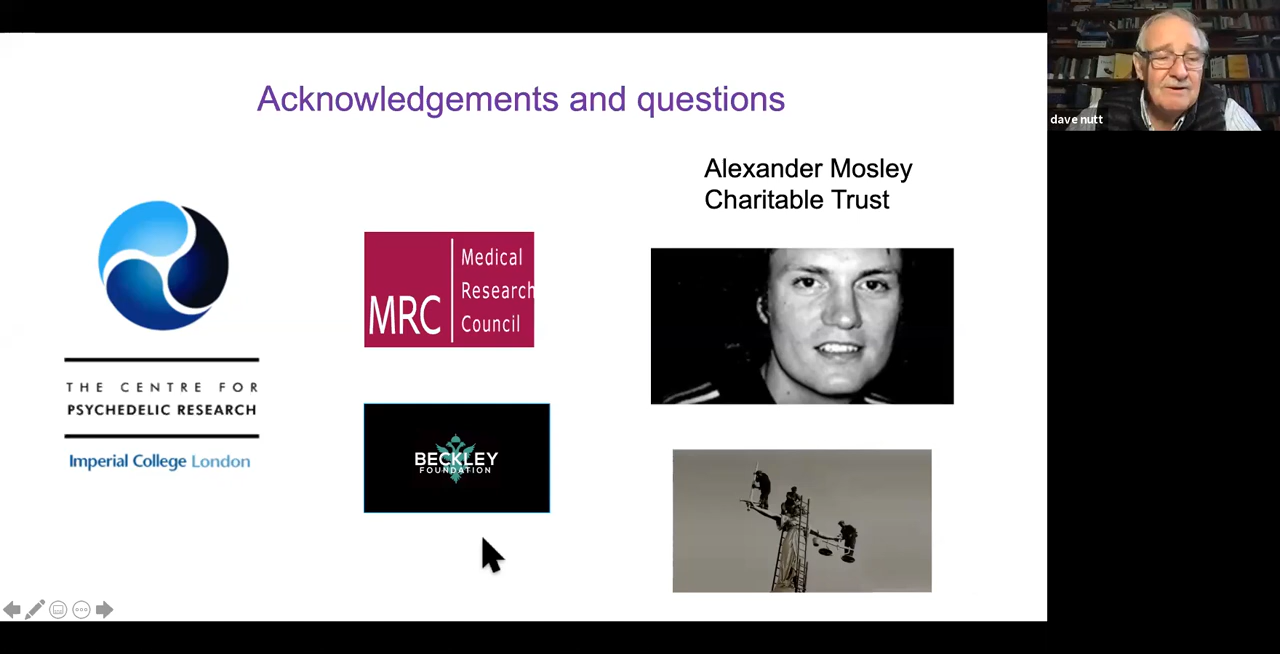 Acknowledgements and questions
dave nutt
Alexander Mosley
Charitable Trust
MRC
Medical
Research
Council
THE CENTRE FOR
PSYCHEDELIC RESEARCH
Imperial College London
BECKLEY
FOUNDATION